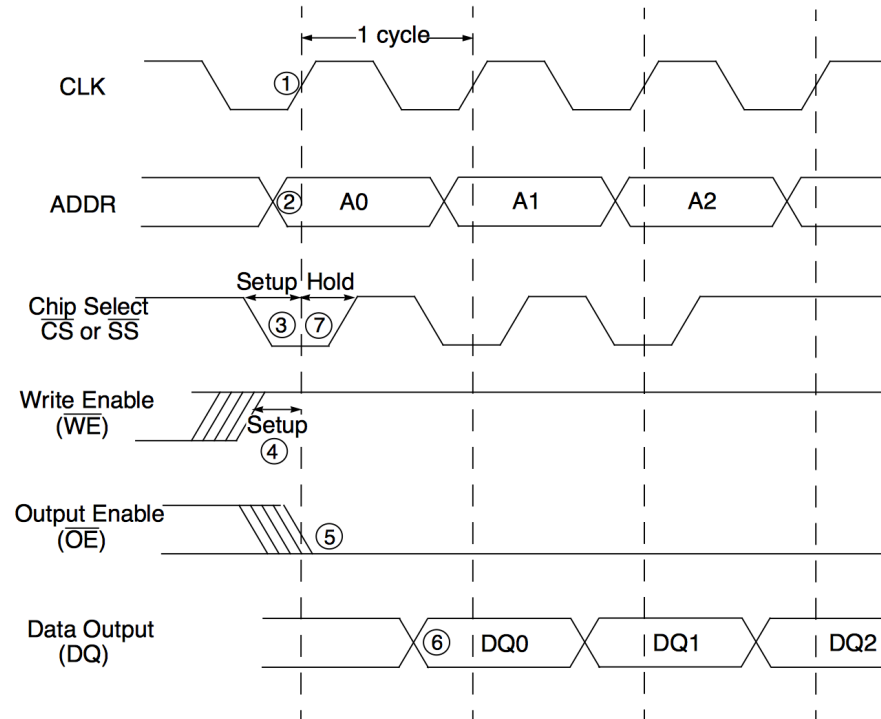 1 cycle
CLK
1
ADDR
2
A0
A1
A2
Setup
Hold
Chip Select
CS or SS
3
7
Write Enable
(WE)
Setup
4
Output Enable
(OE)
5
Data Output
(DQ)
6
DQ0
DQ1
DQ2